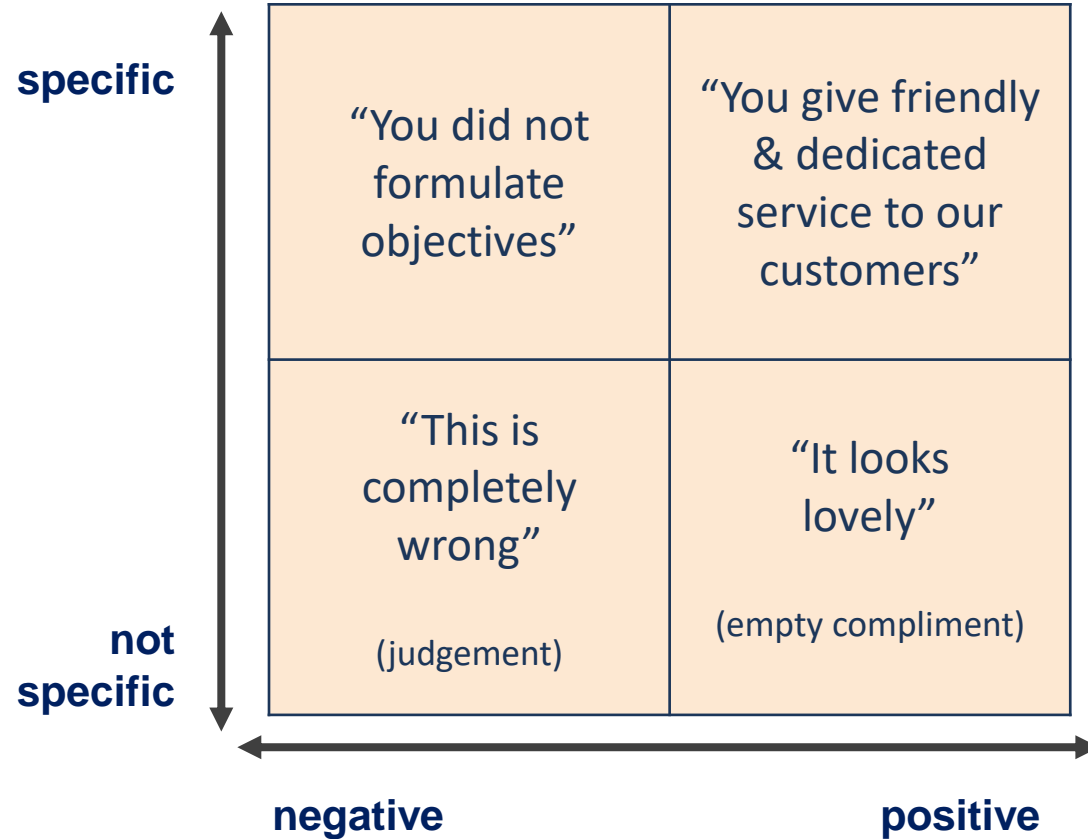 specific
“You did not
formulate
objectives”
“You give friendly
& dedicated
service to our
customers”
“This is
completely
wrong”
(judgement)
“It looks
lovely”
(empty compliment)
not
specific
negative
positive